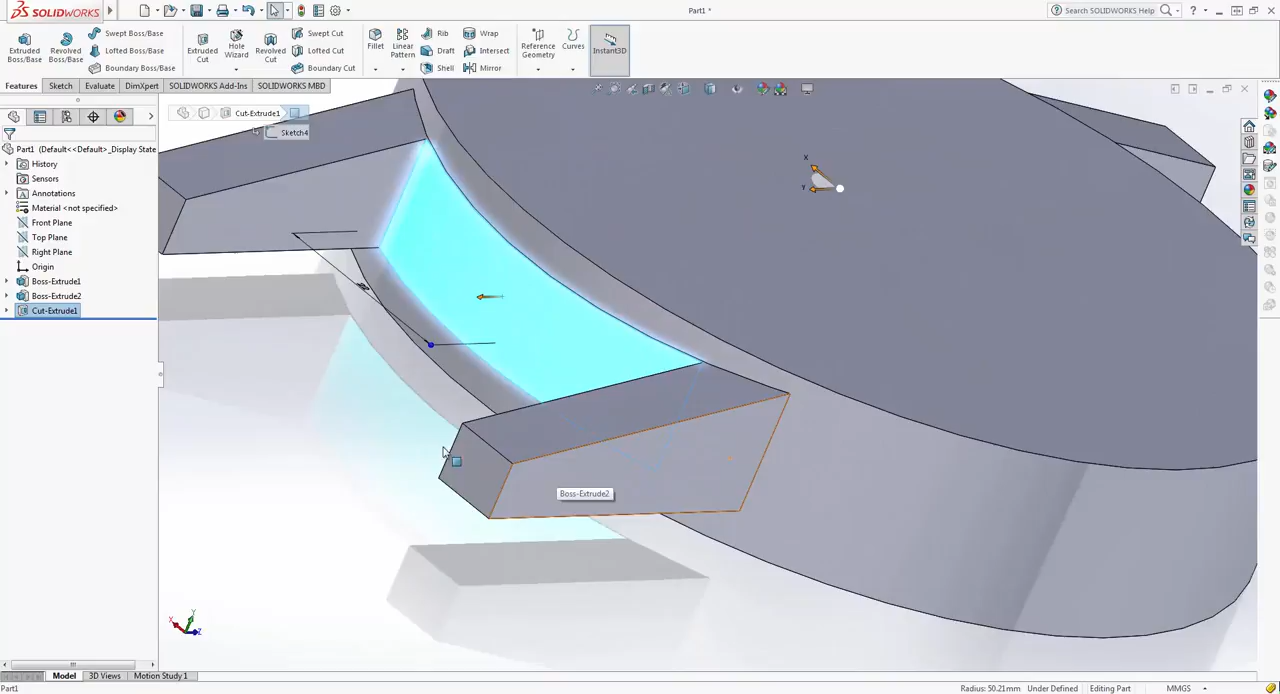 SOLIDWORKS
Part1 *
Search SOLIDWORKS Help
Extruded Boss/Base
Revolved Boss/Base
Swept Boss/Base
Lofted Boss/Base
Boundary Boss/Base
Extruded Cut
Hole Wizard
Revolved Cut
Swept Cut
Lofted Cut
Boundary Cut
Fillet
Linear Pattern
Rib
Draft
Shell
Wrap
Intersect
Mirror
Reference Geometry
Curves
Instant3D
Features Sketch Evaluate DimXpert SOLIDWORKS Add-Ins SOLIDWORKS MBD
Cut-Extrude1
Sketch4
Part1 (Default<<Default>_Display State
History
Sensors
Annotations
Material <not specified>
Front Plane
Top Plane
Right Plane
Origin
Boss-Extrude1
Boss-Extrude2
Cut-Extrude1
X
Y
Boss-Extrude2
Y
X
Z
Model 3D Views Motion Study 1
Part1 Radius: 50.21mm Under Defined Editing Part MMGS